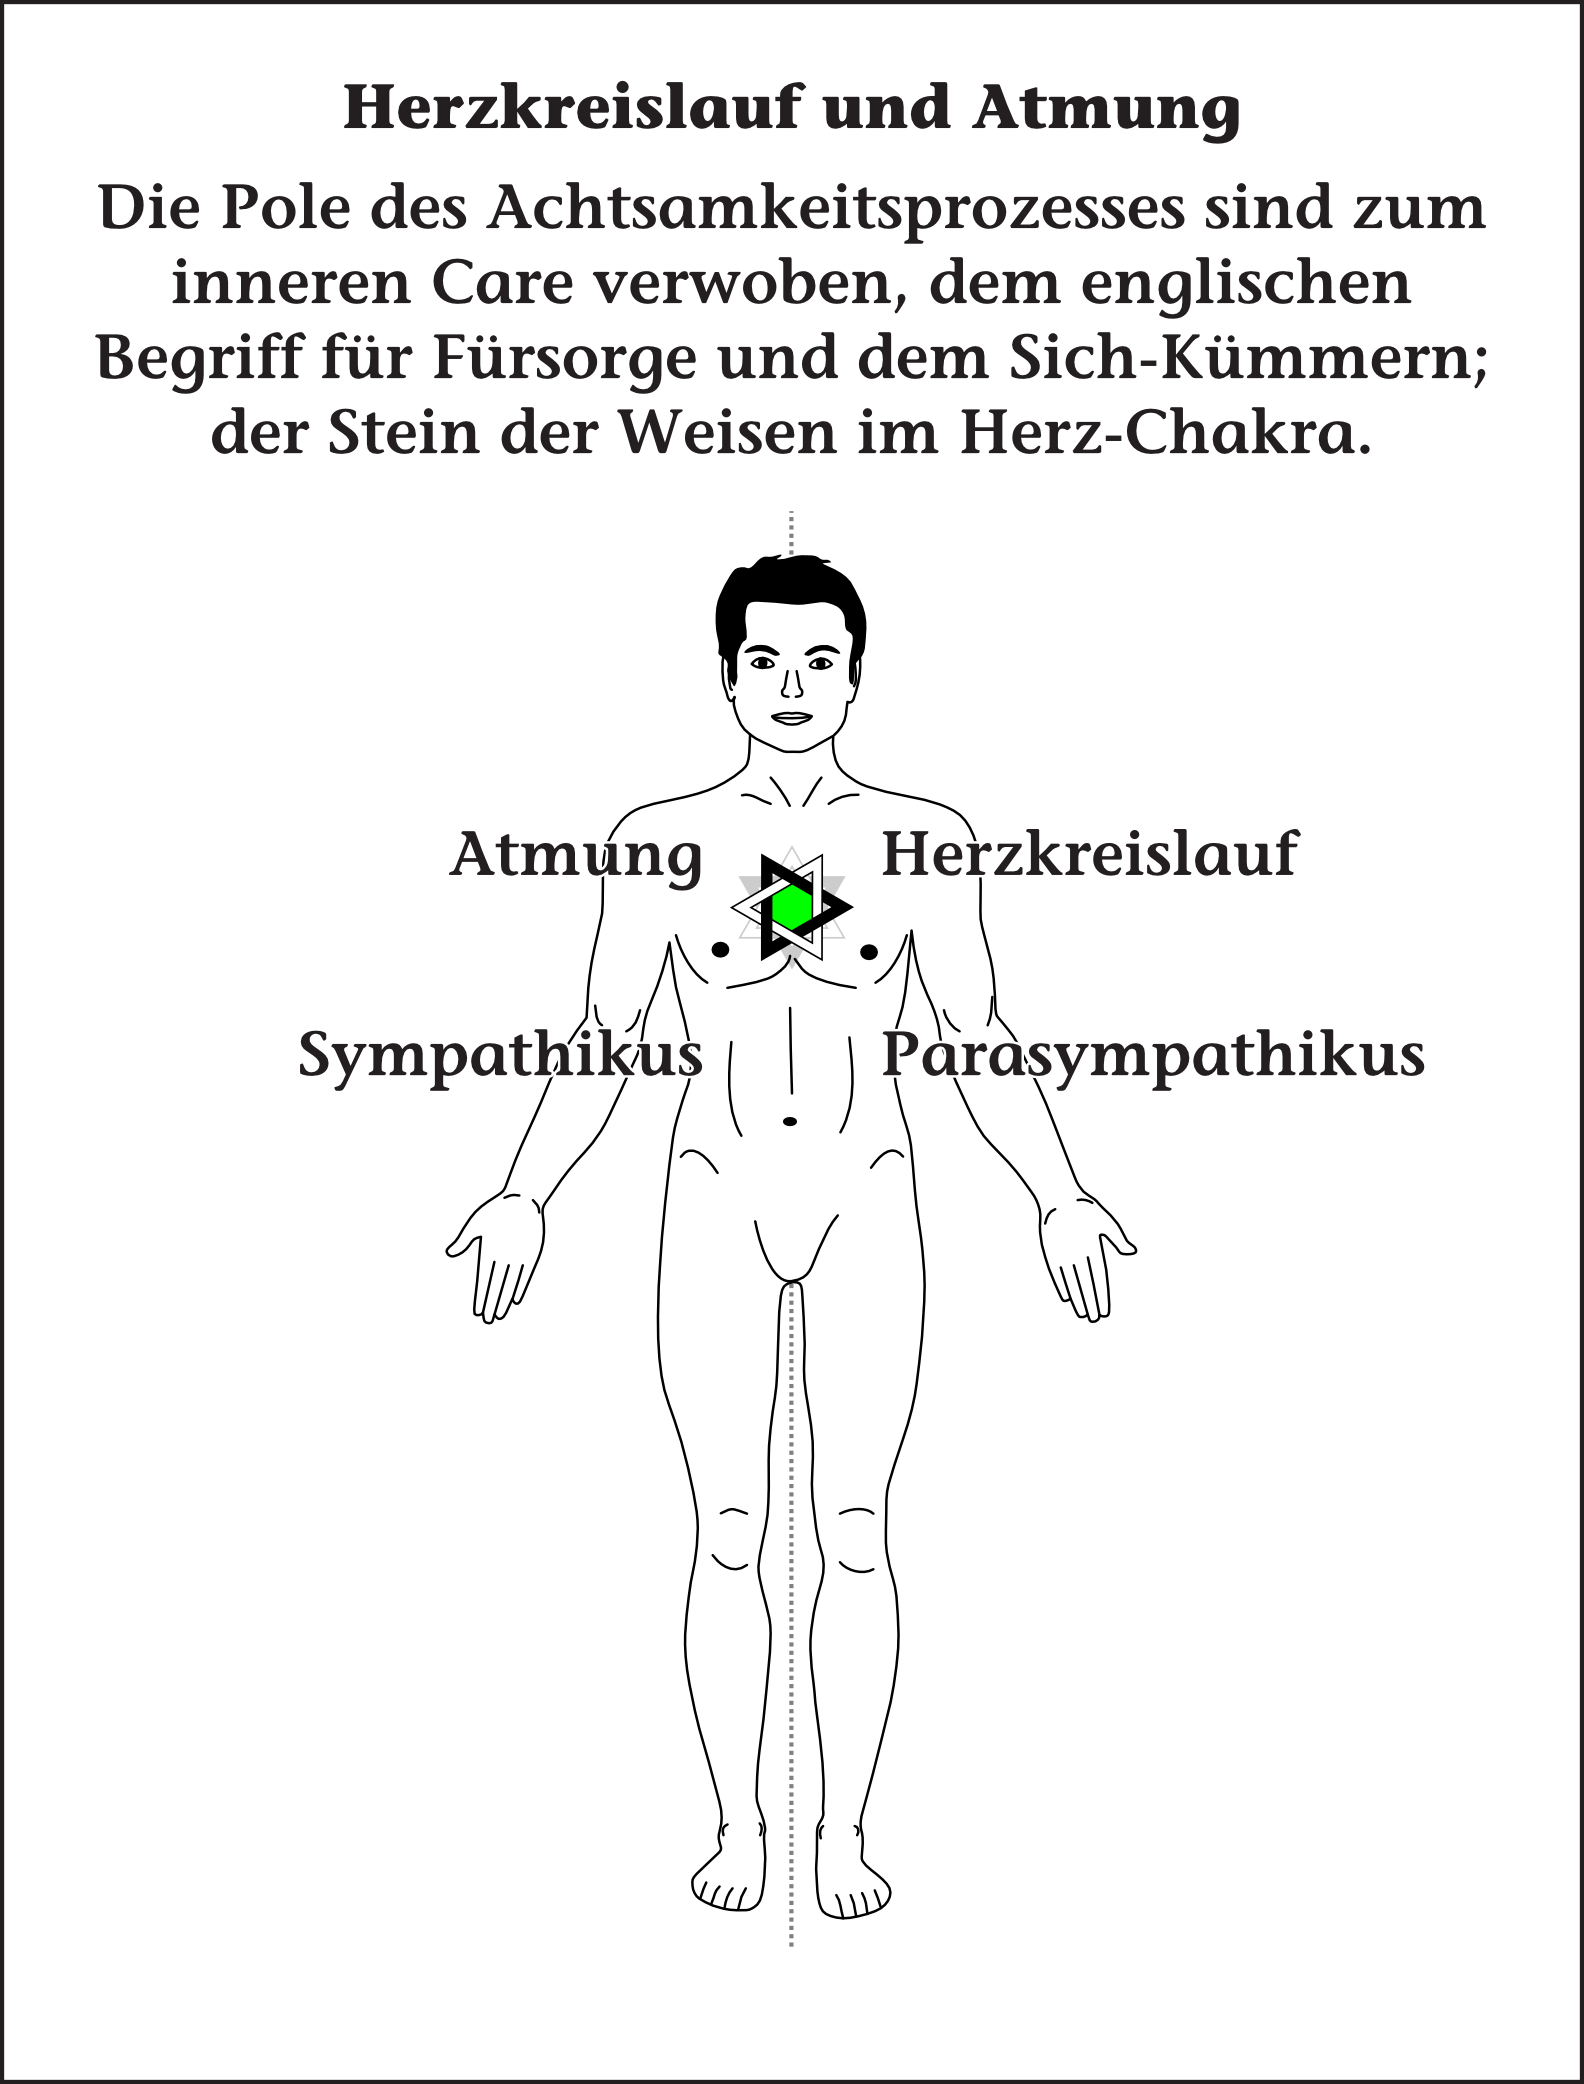 Herzkreislauf und Atmung
Die Pole des Achtsamkeitsprozesses sind zum
inneren Care verwoben, dem englischen
Begriff für Fürsorge und dem Sich-Kümmern;
der Stein der Weisen im Herz-Chakra.
Atmung Herzkreislauf
Sympathikus Parasympathikus